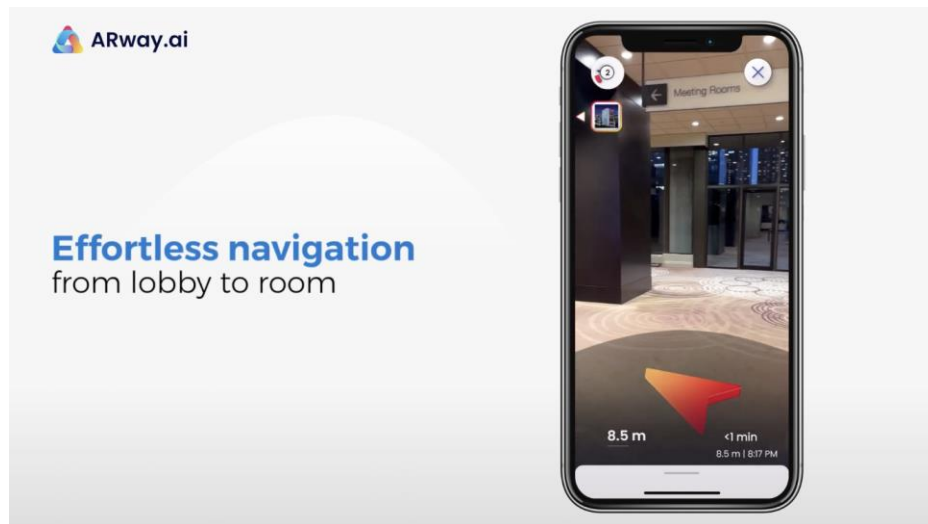 ARway.ai
Effortless navigation
from lobby to room
2
Meeting Rooms
8.5 m
<1 min
8.5 m | 8:17 PM